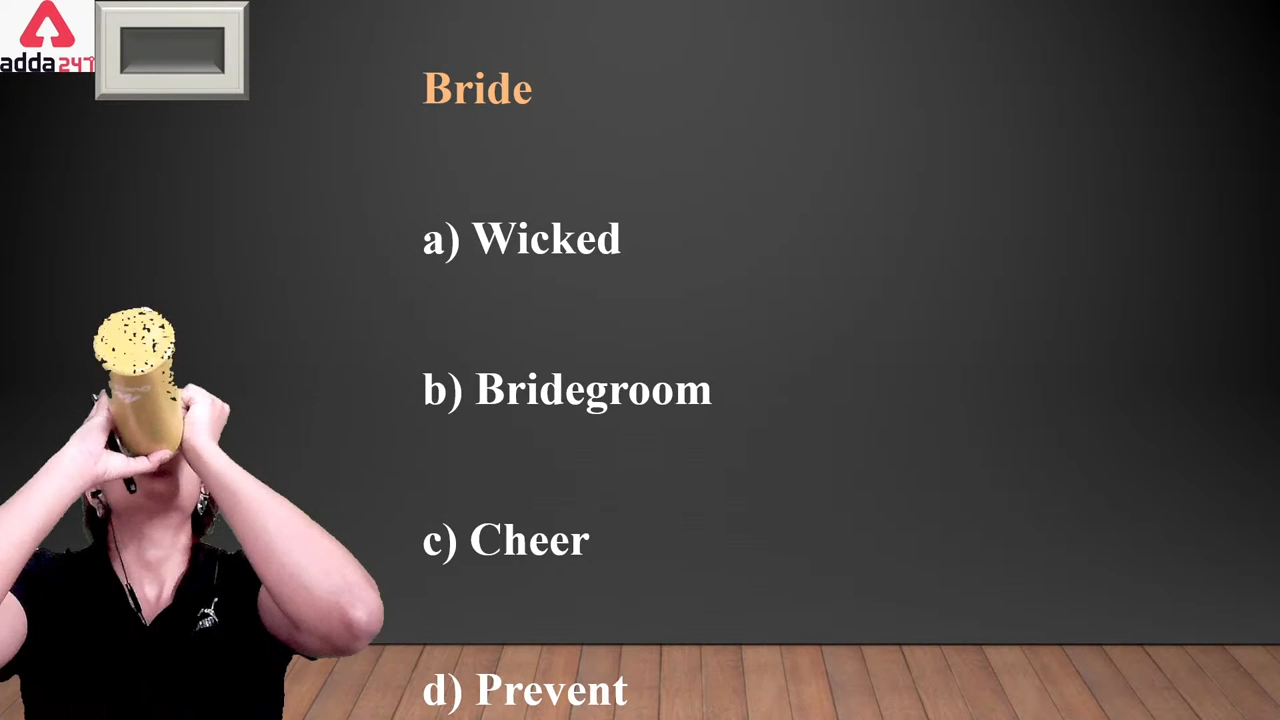 adda247
Bride
a) Wicked
b) Bridegroom
c) Cheer
d) Prevent